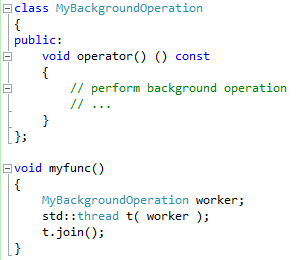 class MyBackgroundOperation
{
public:
    void operator() () const
    {
        // perform background operation
        // ...
    }
};

void myfunc()
{
    MyBackgroundOperation worker;
    std::thread t( worker );
    t.join();
}